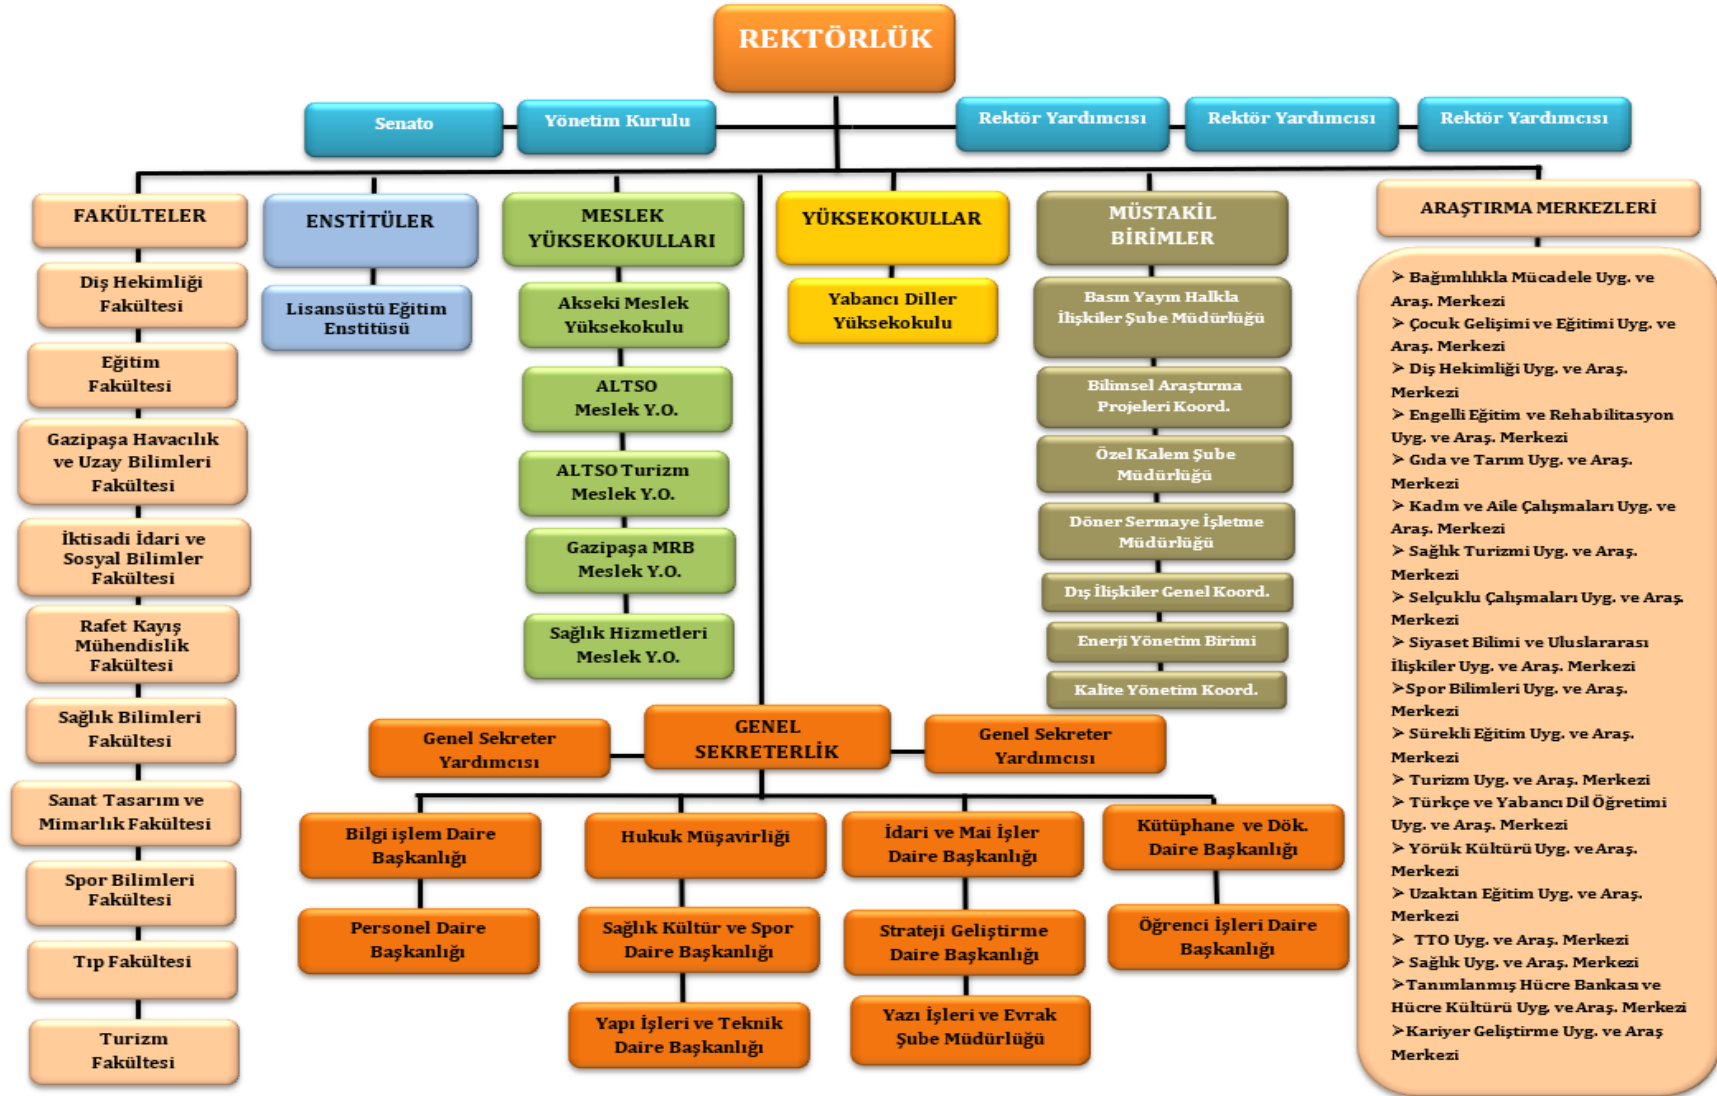 REKTÖRLÜK
Senato
Yönetim Kurulu
Rektör Yardımcısı
Rektör Yardımcısı
Rektör Yardımcısı
FAKÜLTELER
Diş Hekimliği
Fakültesi
Eğitim
Fakültesi
Gazipaşa Havacılık
ve Uzay Bilimleri
Fakültesi
İktisadi İdari ve
Sosyal Bilimler
Fakültesi
Rafet Kayış
Mühendislik
Fakültesi
Sağlık Bilimleri
Fakültesi
Sanat Tasarım ve
Mimarlık Fakültesi
Spor Bilimleri
Fakültesi
Tıp Fakültesi
Turizm
Fakültesi
ENSTİTÜLER
Lisansüstü Eğitim
Enstitüsü
MESLEK
YÜKSEKOKULLARI
Akseki Meslek
Yüksekokulu
ALTSO
Meslek Y.O.
ALTSO Turizm
Meslek Y.O.
Gazipaşa MRB
Meslek Y.O.
Sağlık Hizmetleri
Meslek Y.O.
YÜKSEKOKULLAR
Yabancı Diller
Yüksekokulu
MÜSTAKİL
BİRİMLER
Basın Yayın Halkla
İlişkiler Şube Müdürlüğü
Bilimsel Araştırma
Projeleri Koord.
Özel Kalem Şube
Müdürlüğü
Döner Sermaye İşletme
Müdürlüğü
Dış İlişkiler Genel Koord.
Enerji Yönetim Birimi
Kalite Yönetim Koord.
ARAŞTIRMA MERKEZLERİ
➢ Bağımlılıkla Mücadele Uyg. ve
Araş. Merkezi
➢ Çocuk Gelişimi ve Eğitimi Uyg. ve
Araş. Merkezi
➢ Diş Hekimliği Uyg. ve Araş.
Merkezi
➢ Engelli Eğitim ve Rehabilitasyon
Uyg. ve Araş. Merkezi
➢ Gıda ve Tarım Uyg. ve Araş.
Merkezi
➢ Kadın ve Aile Çalışmaları Uyg. ve
Araş. Merkezi
➢ Sağlık Turizmi Uyg. ve Araş.
Merkezi
➢ Selçuklu Çalışmaları Uyg. ve Araş.
Merkezi
➢ Siyaset Bilimi ve Uluslararası
İlişkiler Uyg. ve Araş. Merkezi
➢Spor Bilimleri Uyg. ve Araş.
Merkezi
➢ Sürekli Eğitim Uyg. ve Araş.
Merkezi
➢ Turizm Uyg. ve Araş. Merkezi
➢ Türkçe ve Yabancı Dil Öğretimi
Uyg. ve Araş. Merkezi
➢ Yörük Kültürü Uyg. ve Araş.
Merkezi
➢ Uzaktan Eğitim Uyg. ve Araş.
Merkezi
➢ TTO Uyg. ve Araş. Merkezi
➢ Sağlık Uyg. ve Araş. Merkezi
➢Tanımlanmış Hücre Bankası ve
Hücre Kültürü Uyg. ve Araş. Merkezi
➢Kariyer Geliştirme Uyg. ve Araş
Merkezi
Genel Sekreter
Yardımcısı
GENEL
SEKRETERLİK
Genel Sekreter
Yardımcısı
Bilgi işlem Daire
Başkanlığı
Personel Daire
Başkanlığı
Hukuk Müşavirliği
Sağlık Kültür ve Spor
Daire Başkanlığı
Yapı İşleri ve Teknik
Daire Başkanlığı
İdari ve Mai İşler
Daire Başkanlığı
Strateji Geliştirme
Daire Başkanlığı
Yazı İşleri ve Evrak
Şube Müdürlüğü
Kütüphane ve Dök.
Daire Başkanlığı
Öğrenci İşleri Daire
Başkanlığı